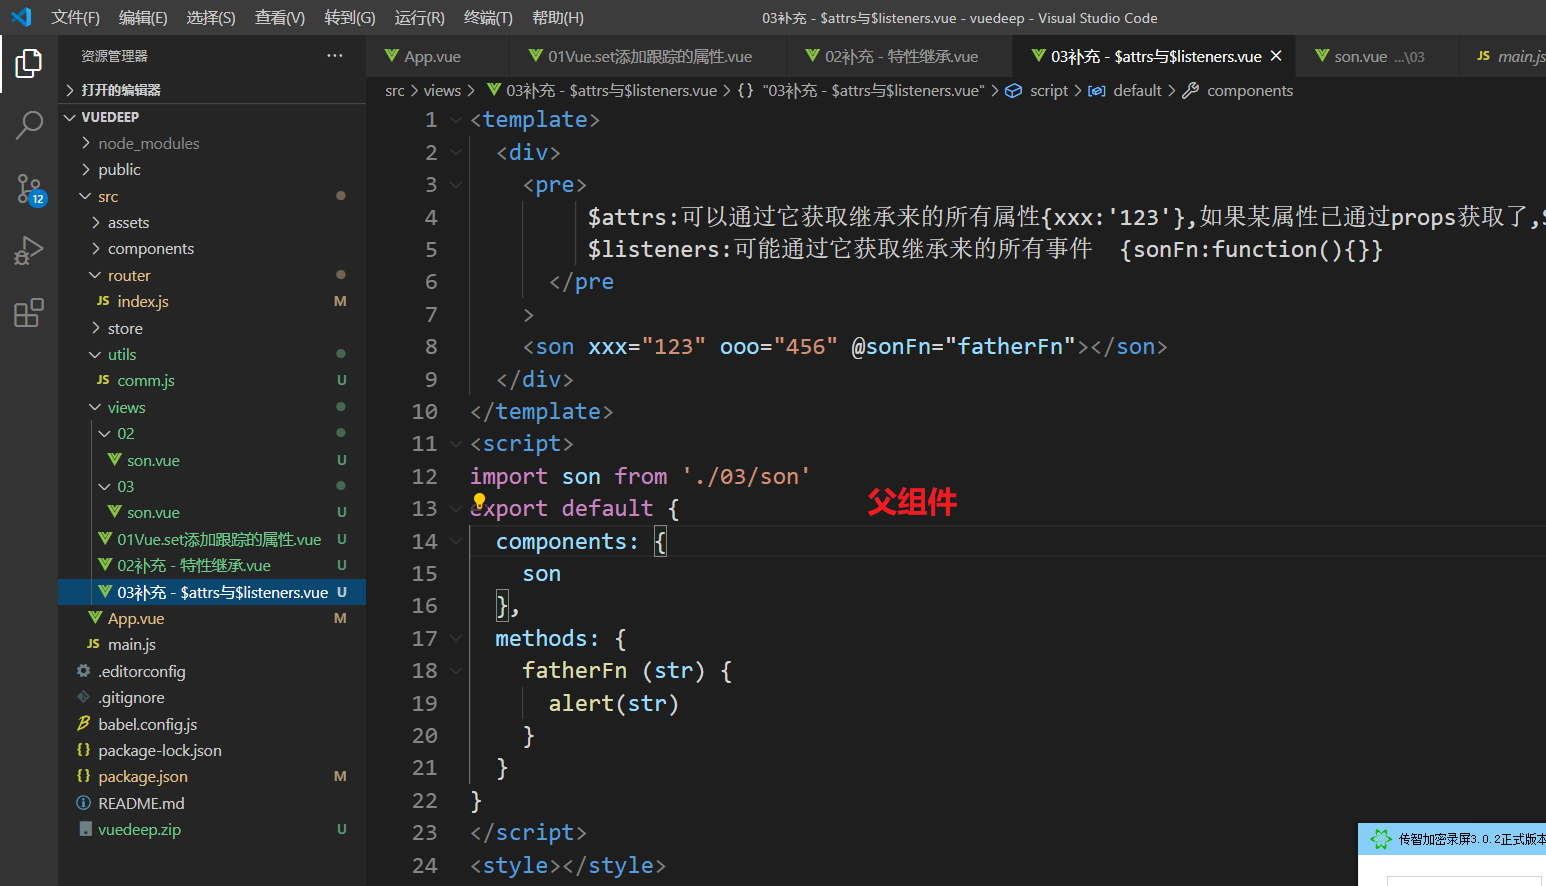 文件(F) 编辑(E) 选择(S) 查看(V) 转到(G) 运行(R) 终端(T) 帮助(H) 03补充 - $attrs与$listeners.vue - vuedeep - Visual Studio Code
资源管理器 ···
App.vue 01Vue.set添加跟踪的属性.vue 02补充 - 特性继承.vue 03补充 - $attrs与$listeners.vue × son.vue ...\03 JS main.js
src > views > 03补充 - $attrs与$listeners.vue > {} "03补充 - $attrs与$listeners.vue" > script > default > components
打开的编辑器
VUEDEEP
node_modules
public
src
assets
components
router
JS index.js M
store
utils
JS comm.js U
views
02
son.vue U
03
son.vue U
01Vue.set添加跟踪的属性.vue U
02补充 - 特性继承.vue U
03补充 - $attrs与$listeners.vue U
App.vue M
JS main.js
.editorconfig
.gitignore
babel.config.js
{} package-lock.json
{} package.json M
README.md
vuedeep.zip U
12
1 <template>
2 <div>
3 <pre>
4 $attrs:可以通过它获取继承来的所有属性{xxx:'123'},如果某属性已通过props获取了,
5 $listeners:可能通过它获取继承来的所有事件 {sonFn:function(){}}
6 </pre
7 >
8 <son xxx="123" ooo="456" @sonFn="fatherFn"></son>
9 </div>
10 </template>
11 <script>
12 import son from './03/son'
13 export default {
父组件
14 components: {
15 son
16 },
17 methods: {
18 fatherFn (str) {
19 alert(str)
20 }
21 }
22 }
23 </script>
24 <style></style>
传智加密录屏3.0.2正式版本